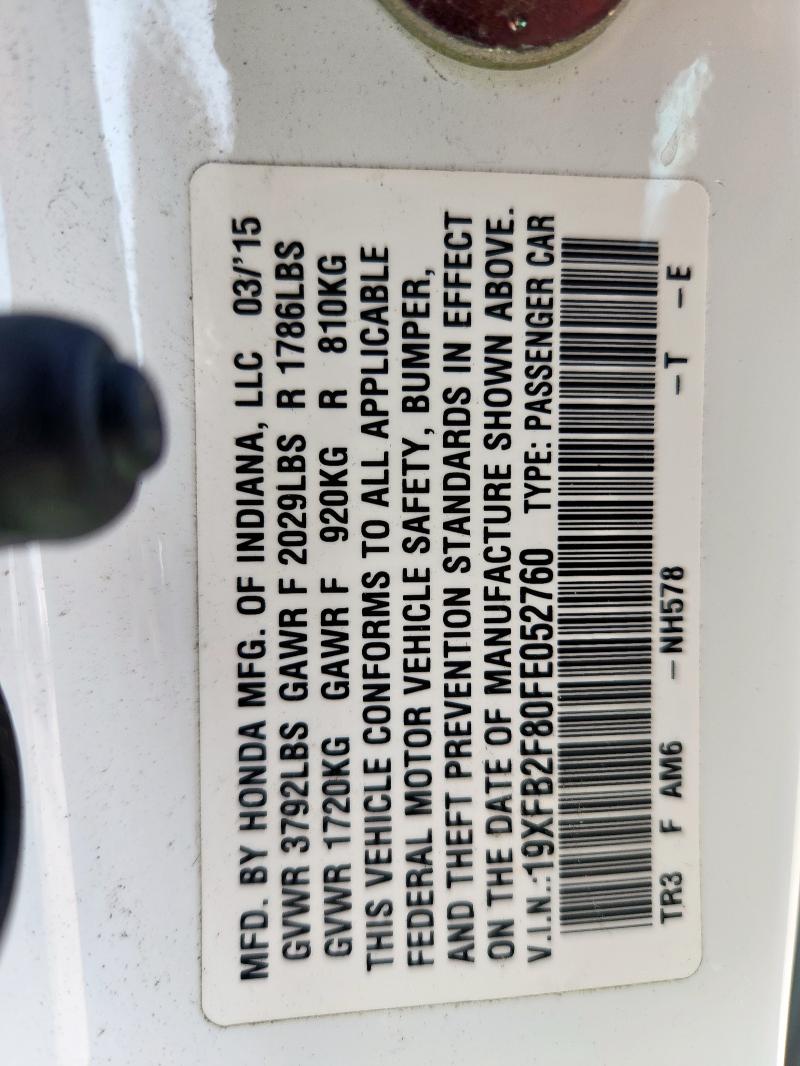 MFD. BY HONDA MFG. OF INDIANA, LLC 03/'15
GVWR 3792LBS GAWR F 2029LBS R 1786LBS
GVWR 1720KG GAWR F 920KG R 810KG
THIS VEHICLE CONFORMS TO ALL APPLICABLE
FEDERAL MOTOR VEHICLE SAFETY, BUMPER,
AND THEFT PREVENTION STANDARDS IN EFFECT
ON THE DATE OF MANUFACTURE SHOWN ABOVE.
V.I.N.:19XFB2F80FE052760 TYPE: PASSENGER CAR
TR3 F AM6 -NH578 -T -E